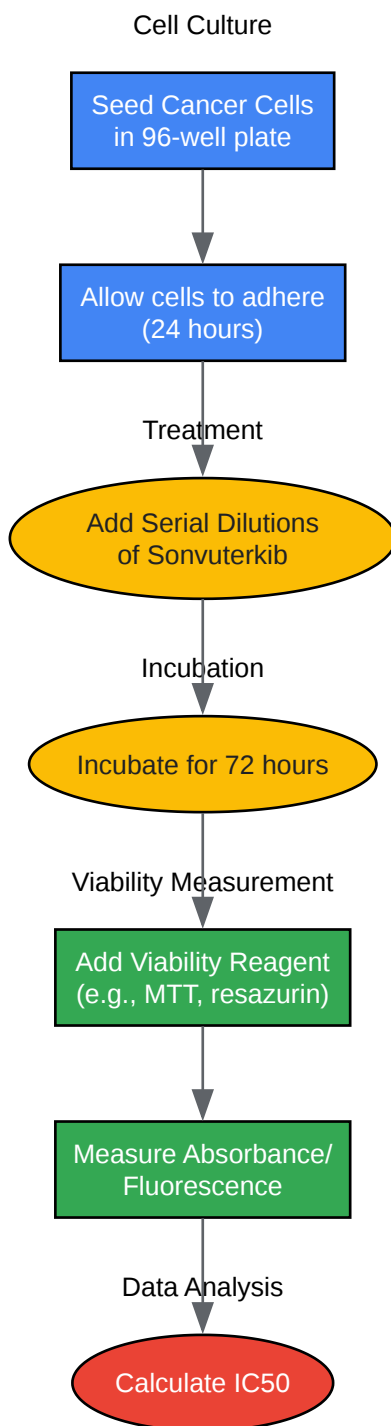 Cell Culture
Seed Cancer Cells
in 96-well plate
Allow cells to adhere
(24 hours)
Treatment
Add Serial Dilutions
of Sonvuterkib
Incubation
Incubate for 72 hours
Viability Measurement
Add Viability Reagent
(e.g., MTT, resazurin)
Measure Absorbance/
Fluorescence
Data Analysis
Calculate IC50